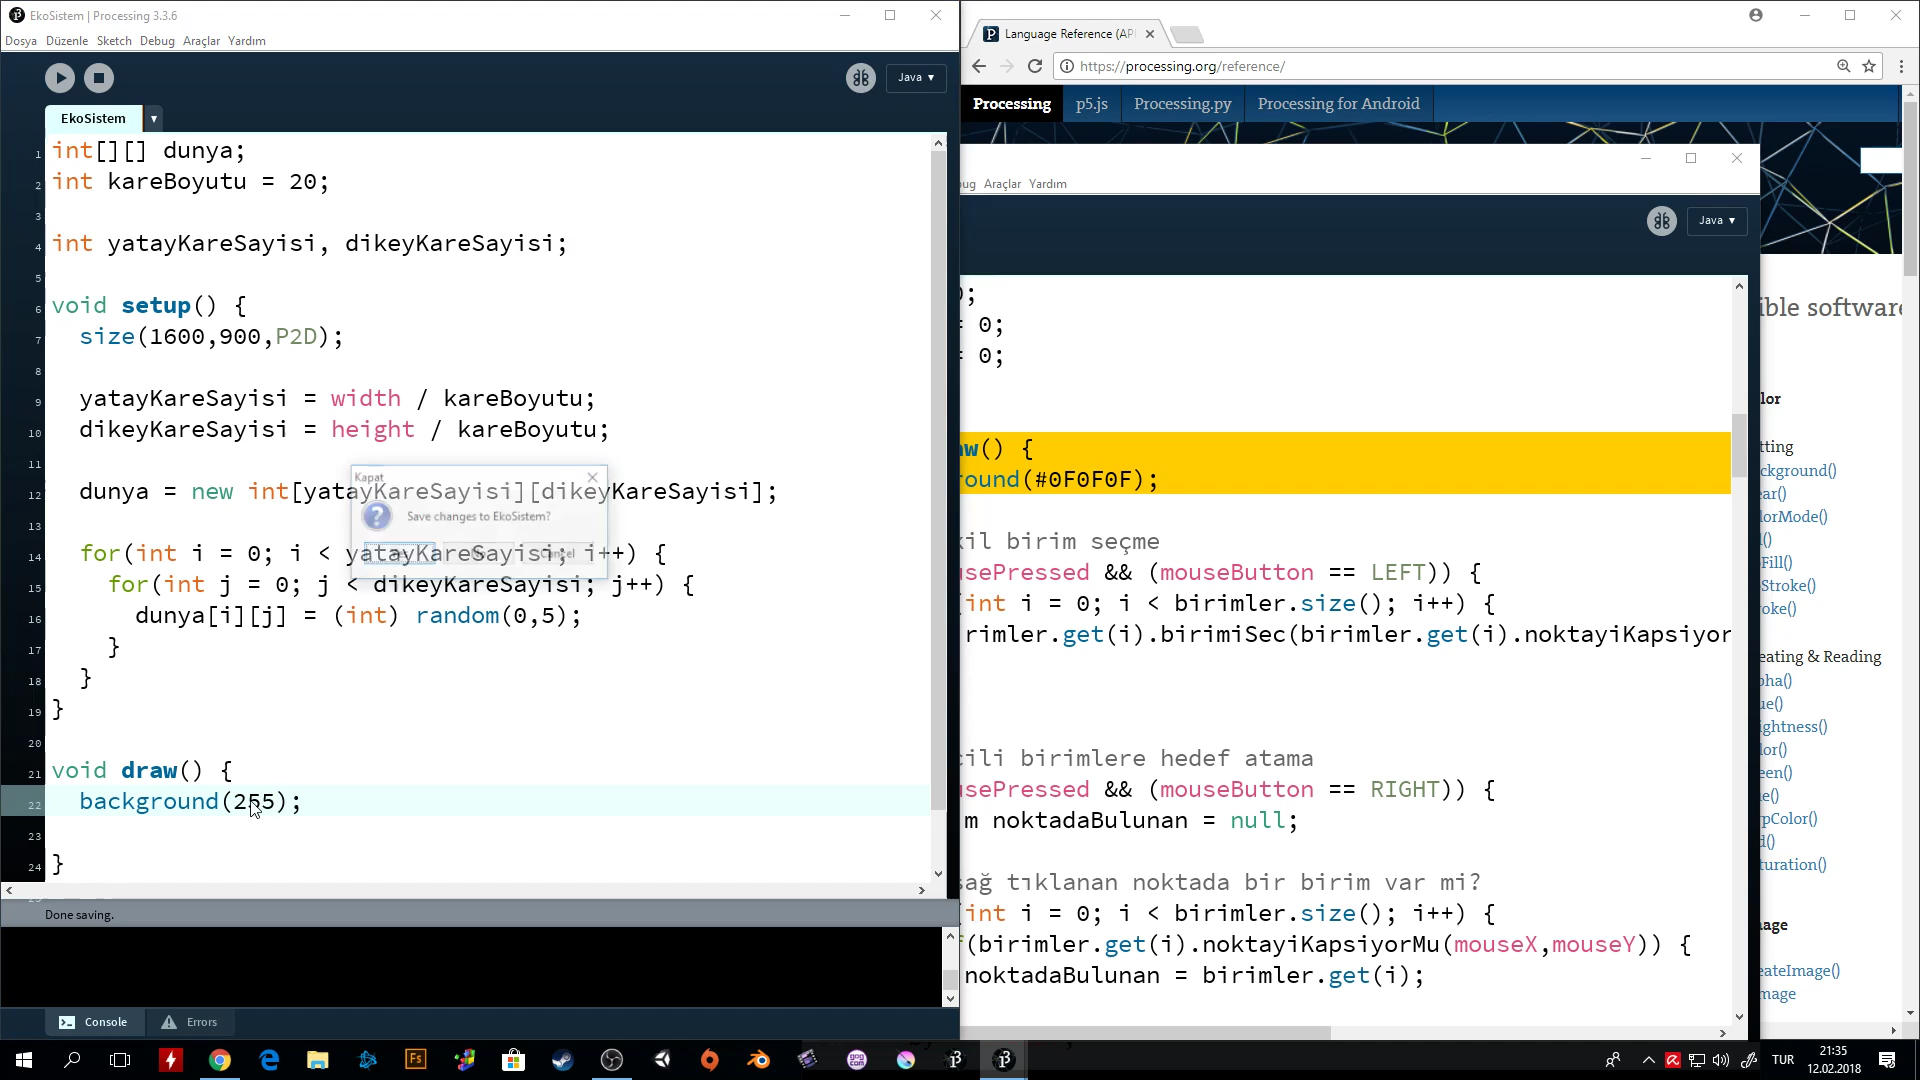 EkoSistem | Processing 3.3.6
Dosya Düzenle Sketch Debug Araçlar Yardım
Java ▾
EkoSistem ▾
1 int[][] dunya;
2 int kareBoyutu = 20;
3
4 int yatayKareSayisi, dikeyKareSayisi;
5
6 void setup() {
7 size(1600,900,P2D);
8
9 yatayKareSayisi = width / kareBoyutu;
10 dikeyKareSayisi = height / kareBoyutu;
11
12 dunya = new int[yatayKareSayisi][dikeyKareSayisi];
13
14 for(int i = 0; i < yatayKareSayisi; i++) {
15 for(int j = 0; j < dikeyKareSayisi; j++) {
16 dunya[i][j] = (int) random(0,5);
17 }
18 }
19 }
20
21 void draw() {
22 background(255);
23
24 }
Kapat
Save changes to EkoSistem?
Done saving.
Console Errors
Language Reference (AP
https://processing.org/reference/
Processing p5.js Processing.py Processing for Android
ug Araçlar Yardım
Java ▾
= 0;
= 0;
aw() {
round(#0F0F0F);
kil birim seçme
usePressed && (mouseButton == LEFT)) {
(int i = 0; i < birimler.size(); i++) {
rimler.get(i).birimiSec(birimler.get(i).noktayiKapsiyor
cili birimlere hedef atama
usePressed && (mouseButton == RIGHT)) {
m noktadaBulunan = null;
sağ tıklanan noktada bir birim var mi?
(int i = 0; i < birimler.size(); i++) {
f(birimler.get(i).noktayiKapsiyorMu(mouseX,mouseY)) {
noktadaBulunan = birimler.get(i);
ible software
lor
tting
ckground()
ear()
lorMode()
l()
Fill()
Stroke()
roke()
eating & Reading
pha()
ue()
ightness()
lor()
een()
e()
rpColor()
d()
turation()
age
eateImage()
mage
TUR
21:35
12.02.2018